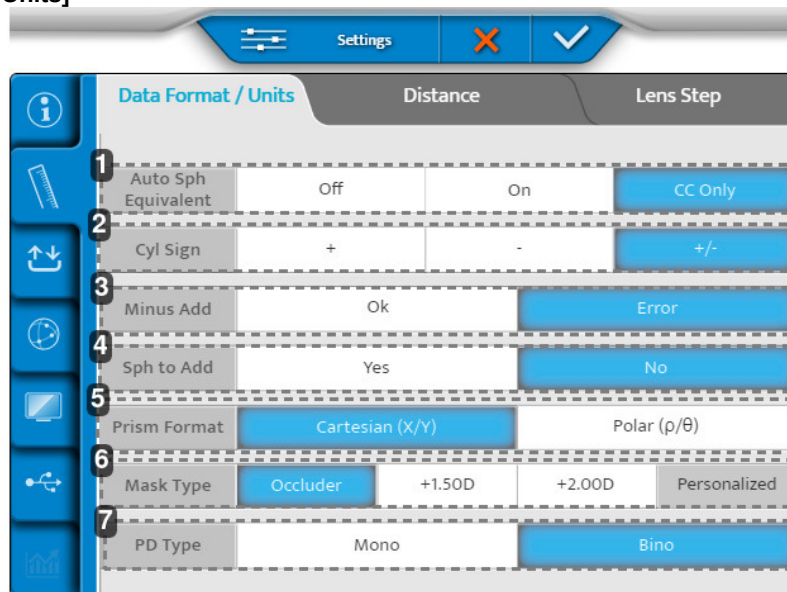 Units]
Settings
Data Format / Units Distance Lens Step
1
Auto Sph Equivalent Off On CC Only
2
Cyl Sign + - +/-
3
Minus Add Ok Error
4
Sph to Add Yes No
5
Prism Format Cartesian (X/Y) Polar (ρ/θ)
6
Mask Type Occluder +1.50D +2.00D Personalized
7
PD Type Mono Bino